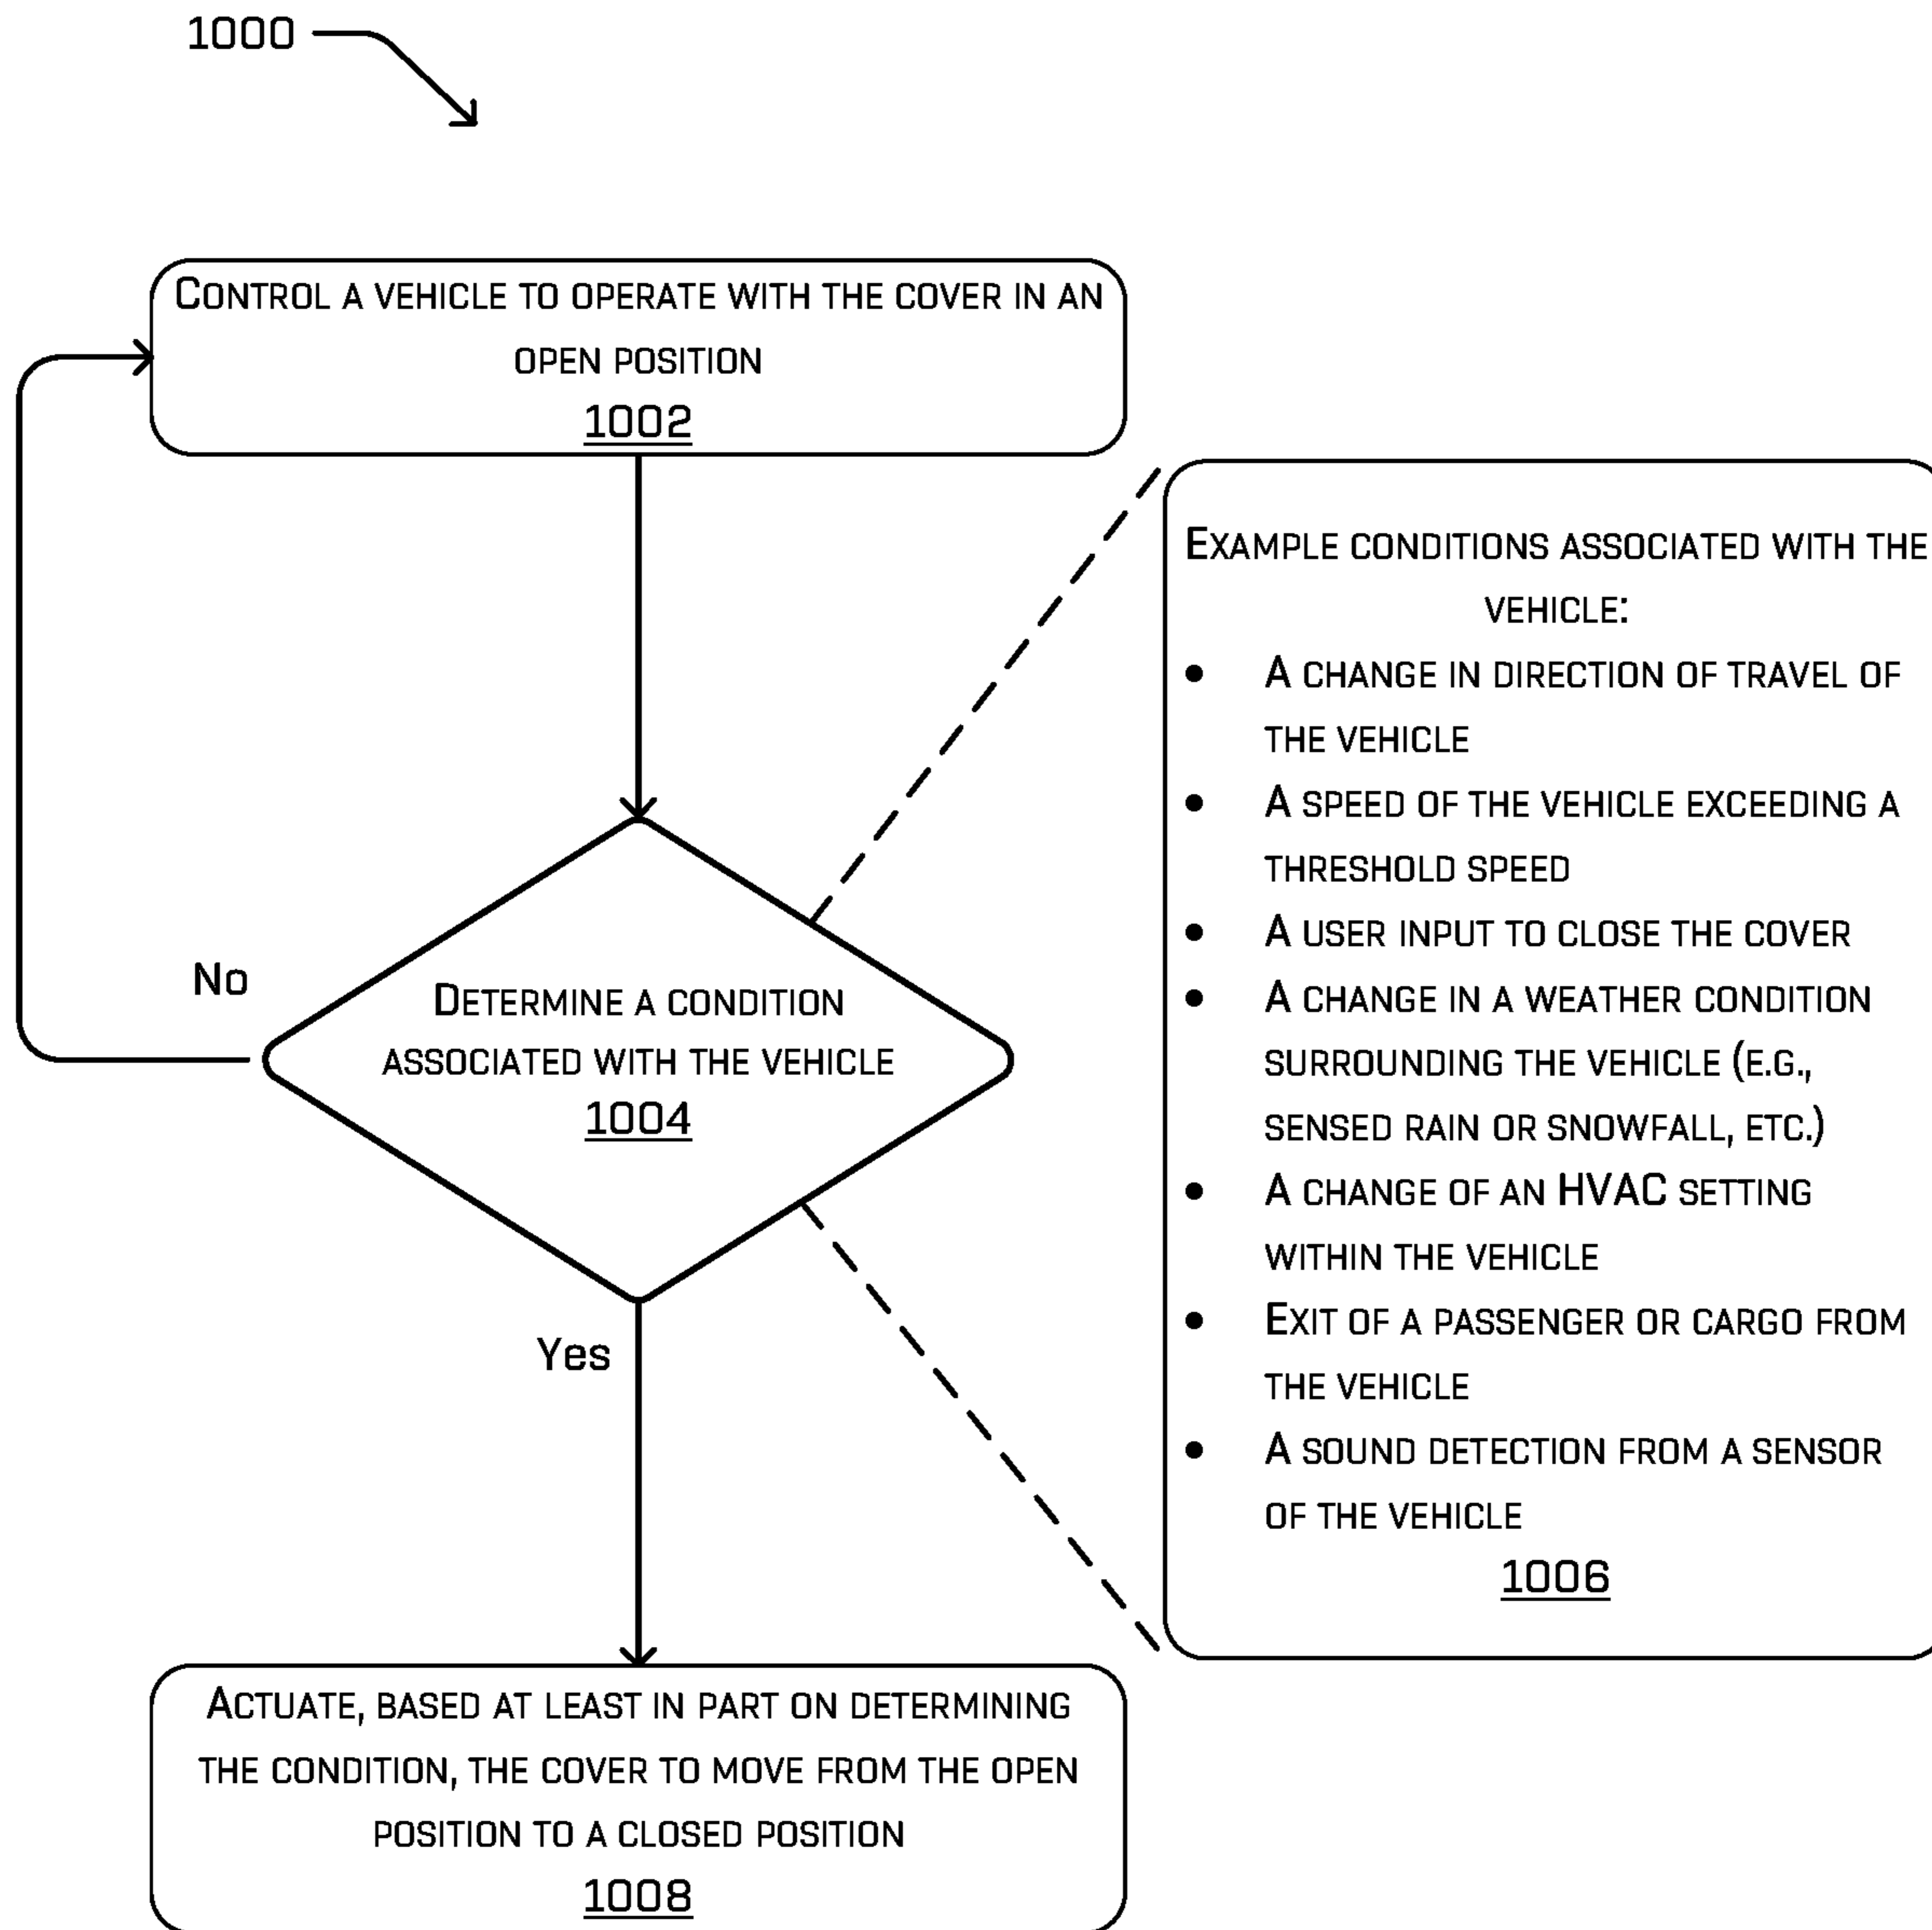 1000
Control a vehicle to operate with the cover in an
open position
1002
No
Determine a condition
associated with the vehicle
1004
Yes
Example conditions associated with the
vehicle:
• A change in direction of travel of
the vehicle
• A speed of the vehicle exceeding a
threshold speed
• A user input to close the cover
• A change in a weather condition
surrounding the vehicle (e.g.,
sensed rain or snowfall, etc.)
• A change of an HVAC setting
within the vehicle
• Exit of a passenger or cargo from
the vehicle
• A sound detection from a sensor
of the vehicle
1006
Actuate, based at least in part on determining
the condition, the cover to move from the open
position to a closed position
1008